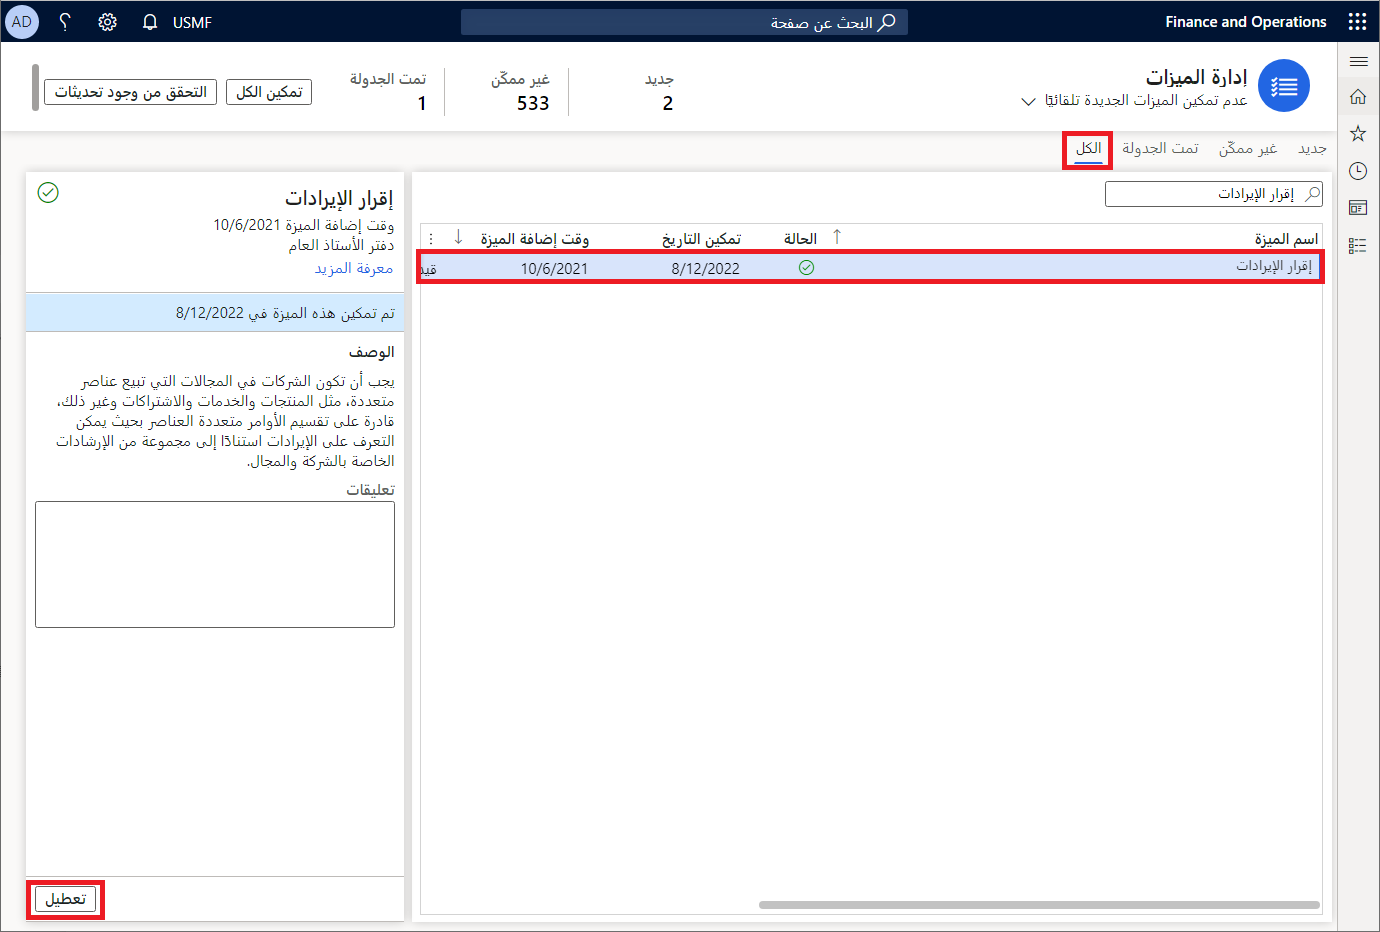 Finance and Operations
البحث عن صفحة
USMF
AD
إدارة الميزات
عدم تمكين الميزات الجديدة تلقائيًا
جديد
2
غير ممكّن
533
تمت الجدولة
1
تمكين الكل
التحقق من وجود تحديثات
جديد
غير ممكّن
تمت الجدولة
الكل
إقرار الإيرادات
اسم الميزة
الحالة
تمكين التاريخ
وقت إضافة الميزة
إقرار الإيرادات
8/12/2022
10/6/2021
قيد
إقرار الإيرادات
وقت إضافة الميزة 10/6/2021
دفتر الأستاذ العام
معرفة المزيد
تم تمكين هذه الميزة في 8/12/2022
الوصف
يجب أن تكون الشركات في المجالات التي تبيع عناصر
متعددة، مثل المنتجات والخدمات والاشتراكات وغير ذلك،
قادرة على تقسيم الأوامر متعددة العناصر بحيث يمكن
التعرف على الإيرادات استنادًا إلى مجموعة من الإرشادات
الخاصة بالشركة والمجال.
تعليقات
تعطيل